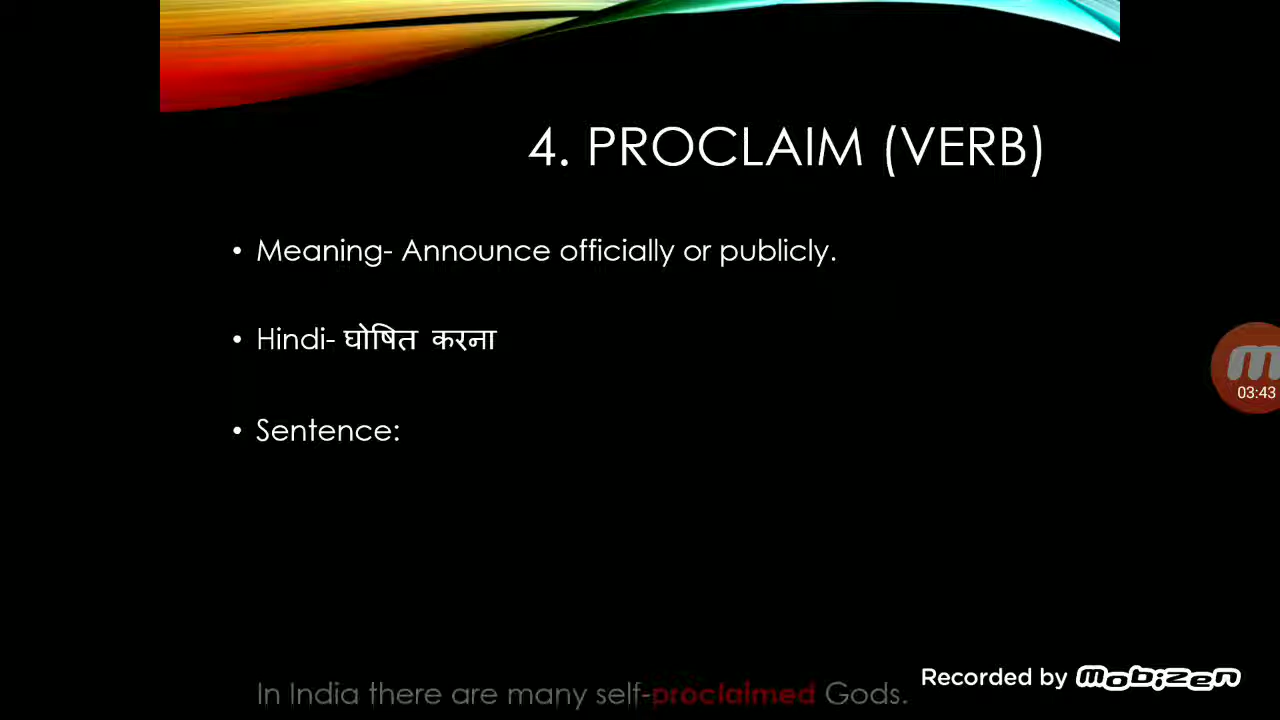 4. PROCLAIM (VERB)
• Meaning- Announce officially or publicly.
• Hindi- घोषित करना
• Sentence:
In India there are many self-proclaimed Gods.
03:43
Recorded by mobizen